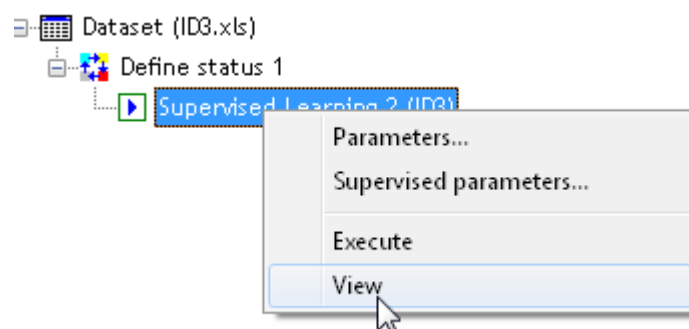 Dataset (ID3.xls)
Define status 1
Supervised Learning 2 (ID3)
Parameters...
Supervised parameters...
Execute
View